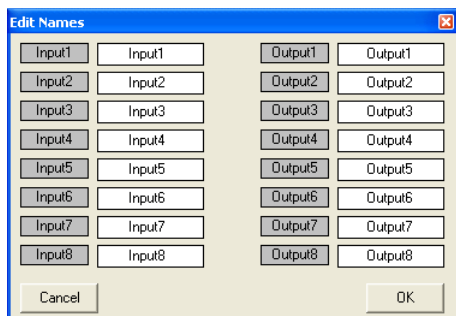 Edit Names
Input1 Input1 Output1 Output1
Input2 Input2 Output2 Output2
Input3 Input3 Output3 Output3
Input4 Input4 Output4 Output4
Input5 Input5 Output5 Output5
Input6 Input6 Output6 Output6
Input7 Input7 Output7 Output7
Input8 Input8 Output8 Output8
Cancel OK